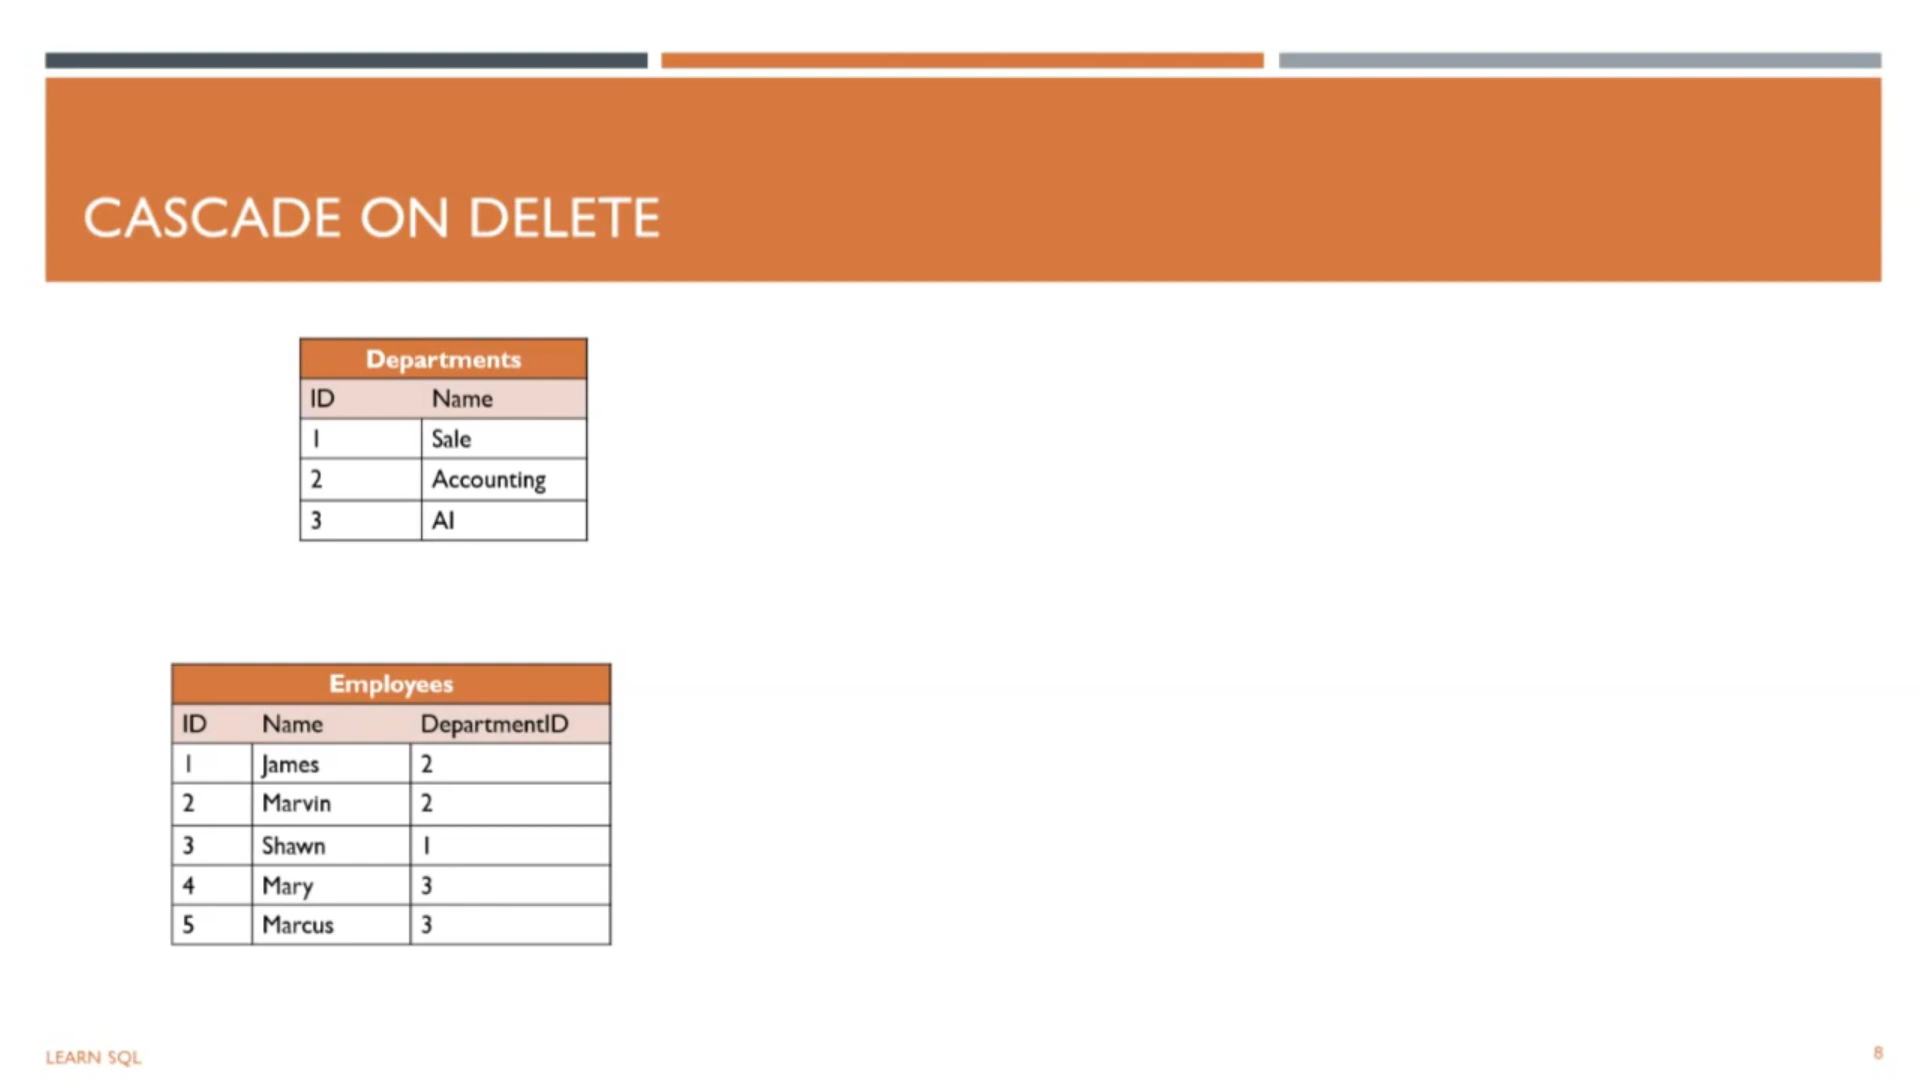 CASCADE ON DELETE
Departments
ID Name
1 Sale
2 Accounting
3 AI
Employees
ID Name DepartmentID
1 James 2
2 Marvin 2
3 Shawn 1
4 Mary 3
5 Marcus 3
LEARN SQL
8